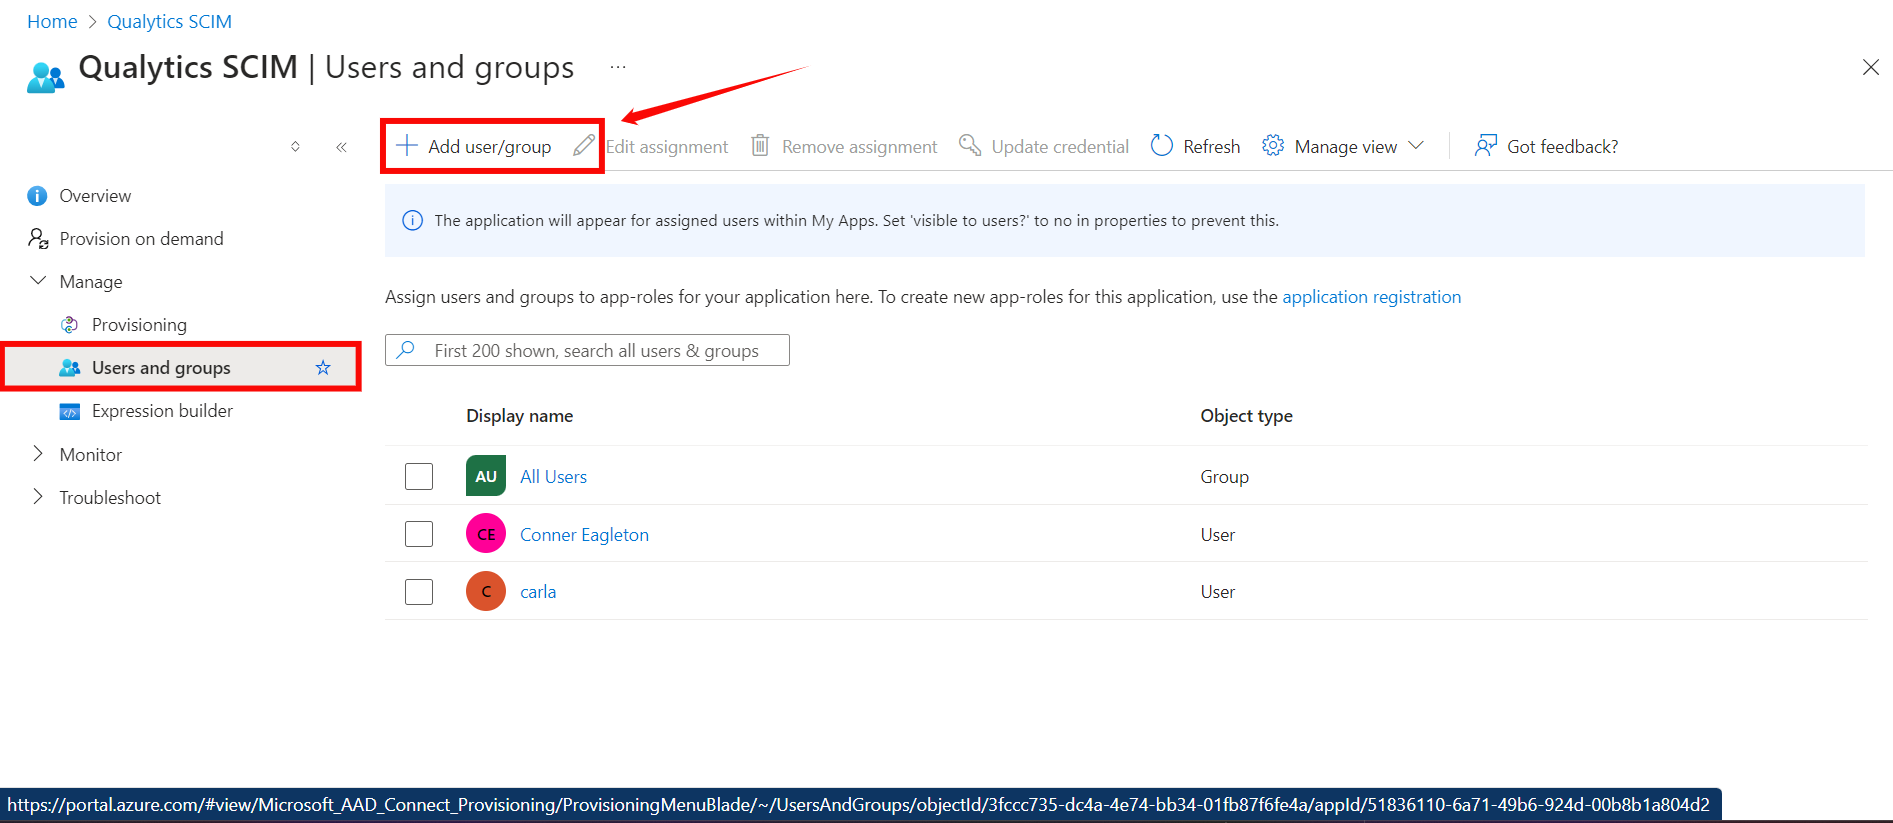 Home > Qualytics SCIM
Qualytics SCIM | Users and groups ...
Add user/group Edit assignment Remove assignment Update credential Refresh Manage view Got feedback?
Overview
Provision on demand
Manage
Provisioning
Users and groups
Expression builder
Monitor
Troubleshoot
The application will appear for assigned users within My Apps. Set 'visible to users?' to no in properties to prevent this.
Assign users and groups to app-roles for your application here. To create new app-roles for this application, use the application registration
First 200 shown, search all users & groups
Display name Object type
AU All Users Group
CE Conner Eagleton User
C carla User
https://portal.azure.com/#view/Microsoft_AAD_Connect_Provisioning/ProvisioningMenuBlade/~/UsersAndGroups/objectId/3fccc735-dc4a-4e74-bb34-01fb87f6fe4a/appId/51836110-6a71-49b6-924d-00b8b1a804d2